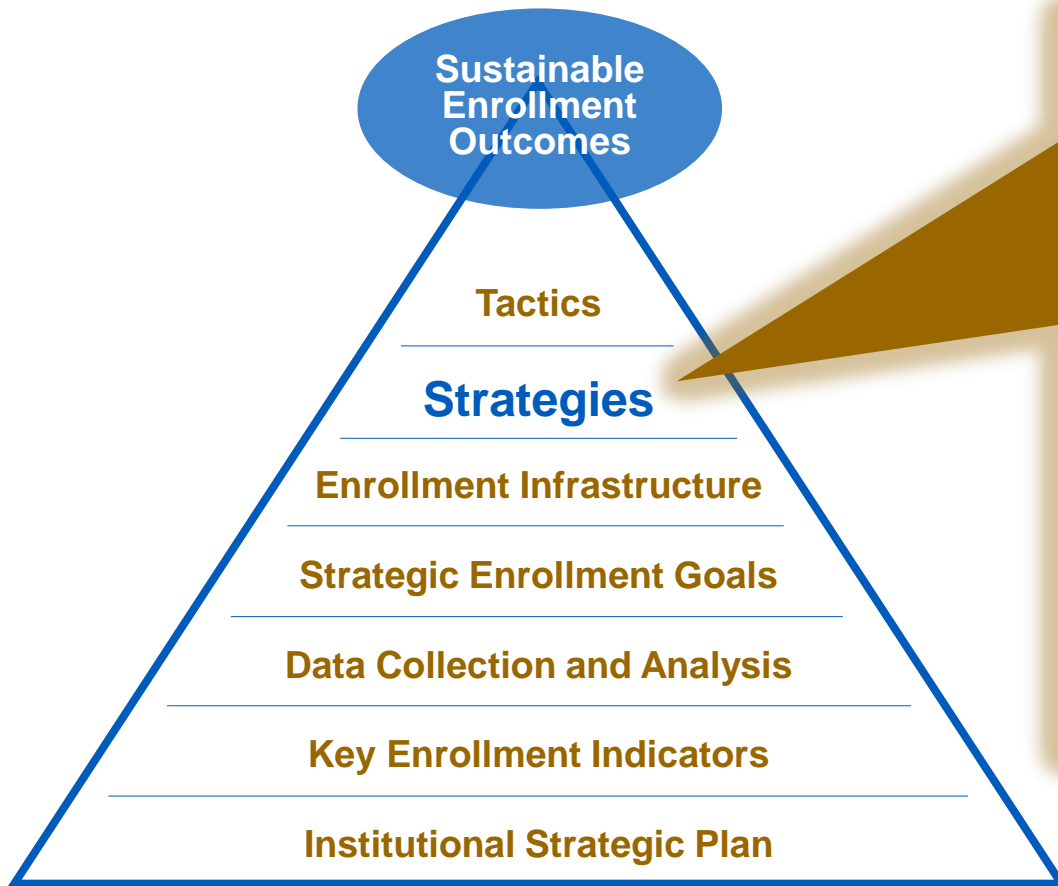 Sustainable
Enrollment
Outcomes
Tactics
Strategies
Enrollment Infrastructure
Strategic Enrollment Goals
Data Collection and Analysis
Key Enrollment Indicators
Institutional Strategic Plan